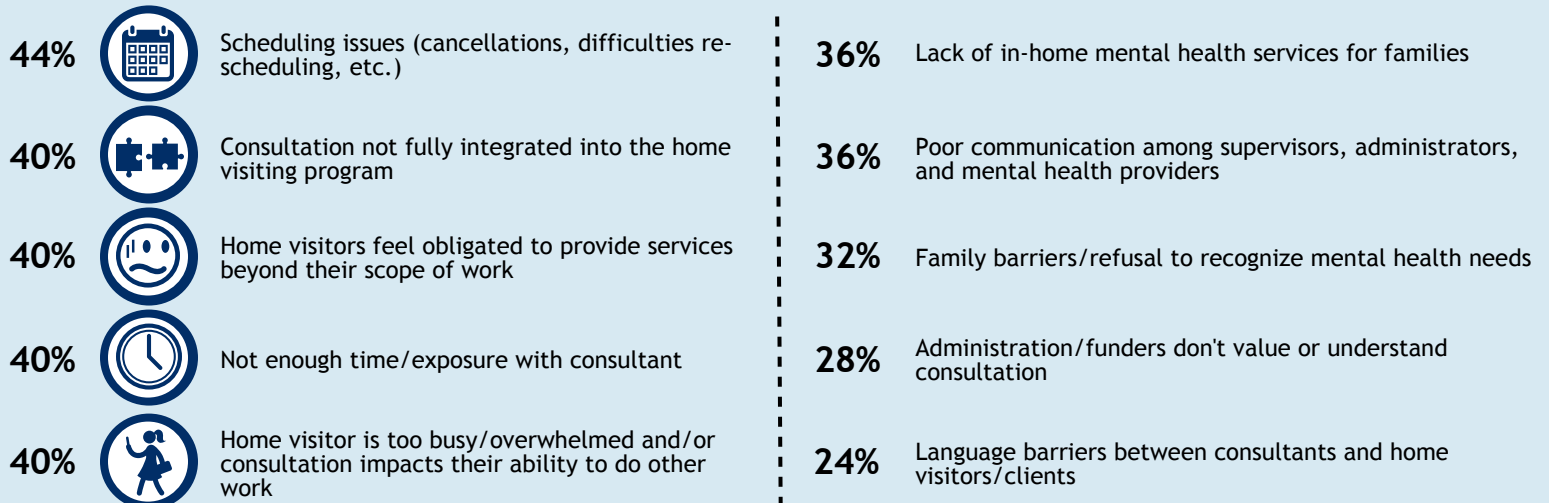 44%
Scheduling issues (cancellations, difficulties re-
scheduling, etc.)
40%
Consultation not fully integrated into the home
visiting program
40%
Home visitors feel obligated to provide services
beyond their scope of work
40%
Not enough time/exposure with consultant
40%
Home visitor is too busy/overwhelmed and/or
consultation impacts their ability to do other
work
36%
Lack of in-home mental health services for families
36%
Poor communication among supervisors, administrators,
and mental health providers
32%
Family barriers/refusal to recognize mental health needs
28%
Administration/funders don't value or understand
consultation
24%
Language barriers between consultants and home
visitors/clients